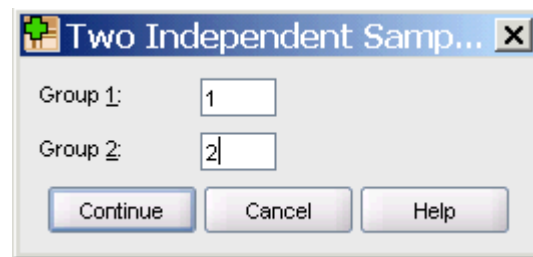 Two Independent Samp...
Group 1: 1
Group 2: 2
Continue Cancel Help